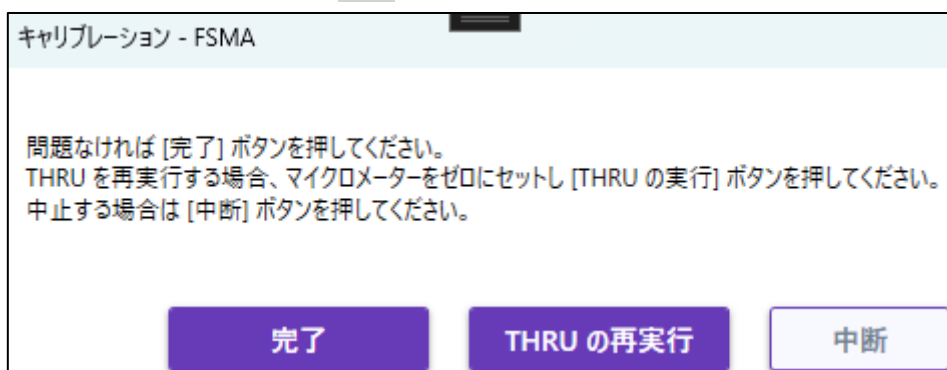 キャリブレーション - FSMA
問題なければ [完了] ボタンを押してください。
THRU を再実行する場合、マイクロメーターをゼロにセットし [THRU の実行] ボタンを押してください。
中止する場合は [中断] ボタンを押してください。
完了
THRU の再実行
中断